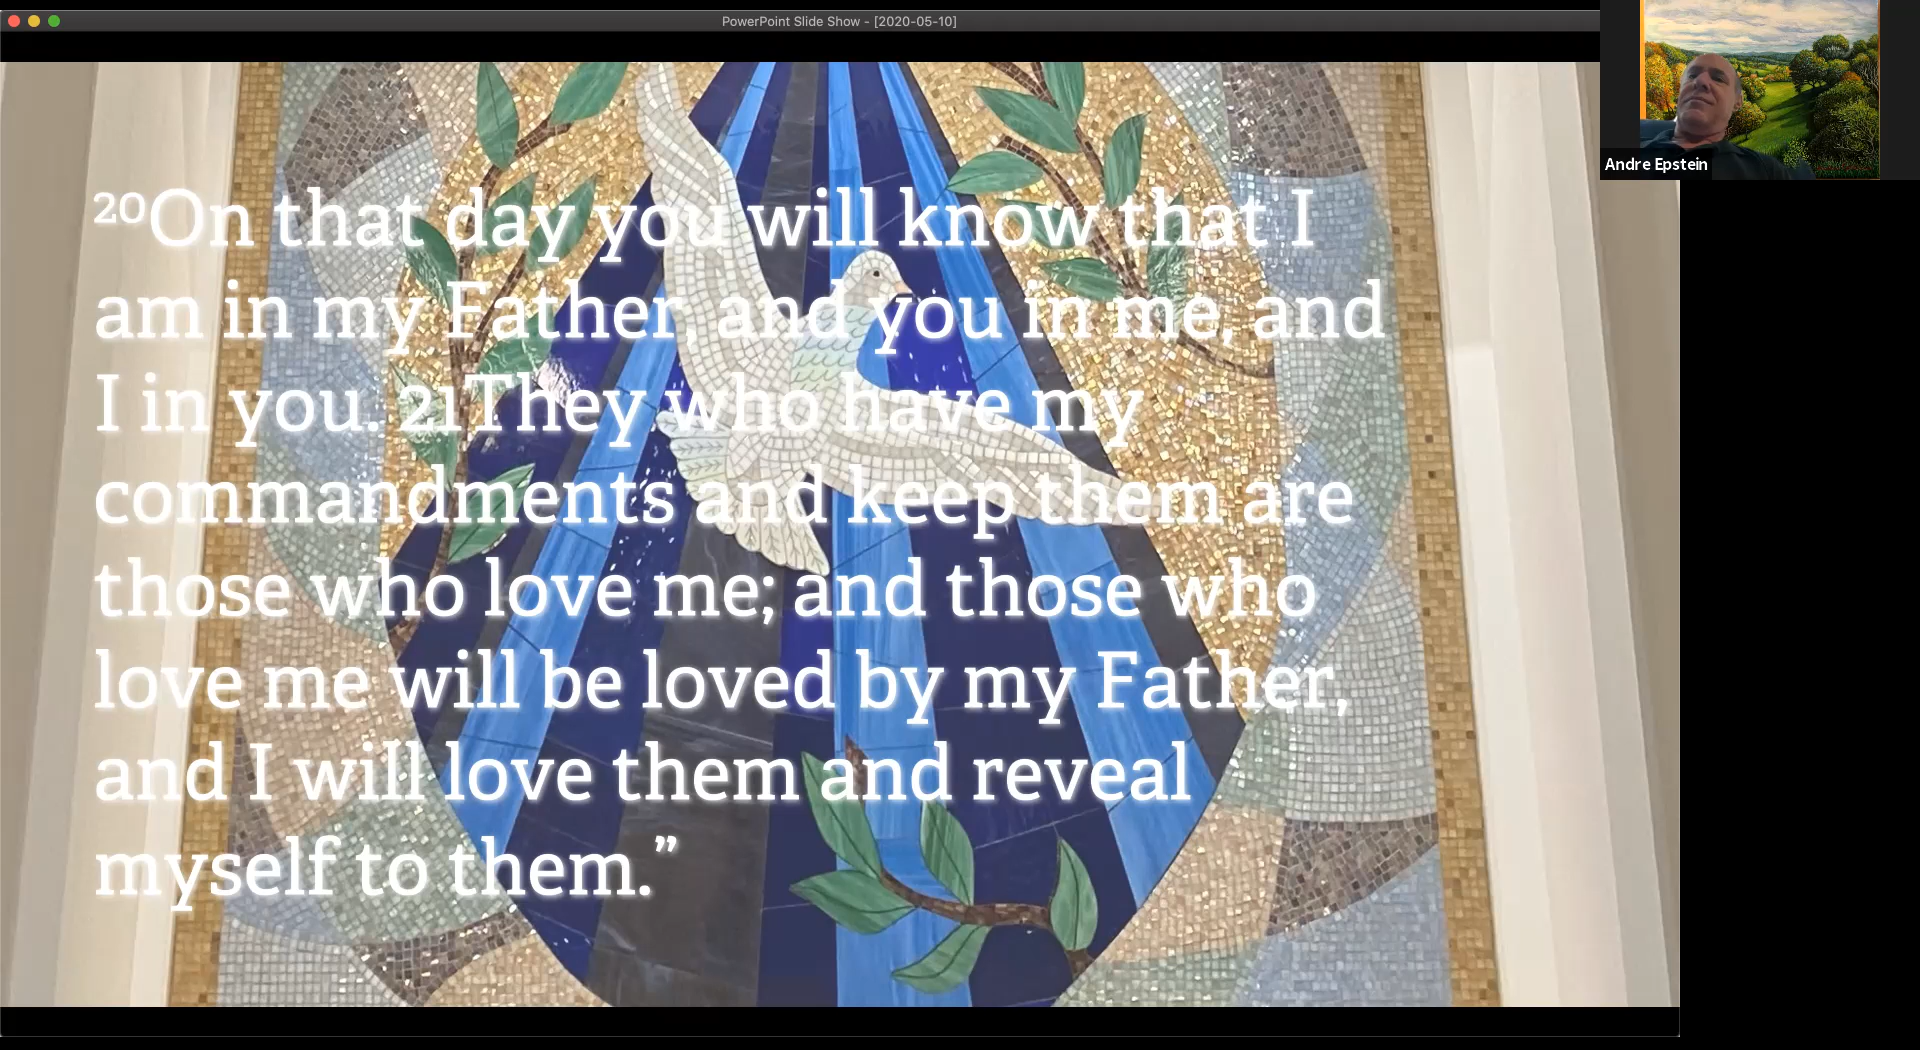 PowerPoint Slide Show - [2020-05-10]
Andre Epstein
²⁰On that day you will know that I
am in my Father, and you in me, and
I in you. 21They who have my
commandments and keep them are
those who love me; and those who
love me will be loved by my Father,
and I will love them and reveal
myself to them.”